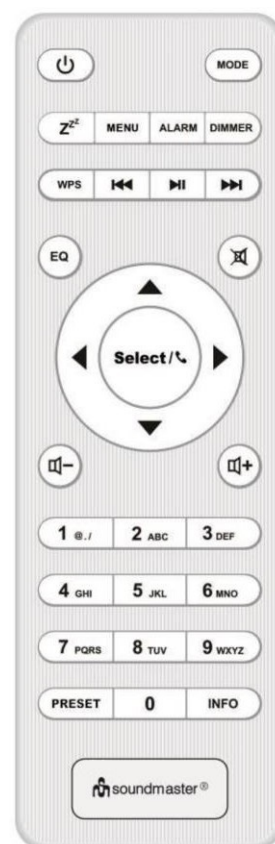 MODE
Zzz MENU ALARM DIMMER
WPS
EQ
Select/
- +
1 @./ 2 ABC 3 DEF
4 GHI 5 JKL 6 MNO
7 PQRS 8 TUV 9 WXYZ
PRESET 0 INFO
soundmaster®